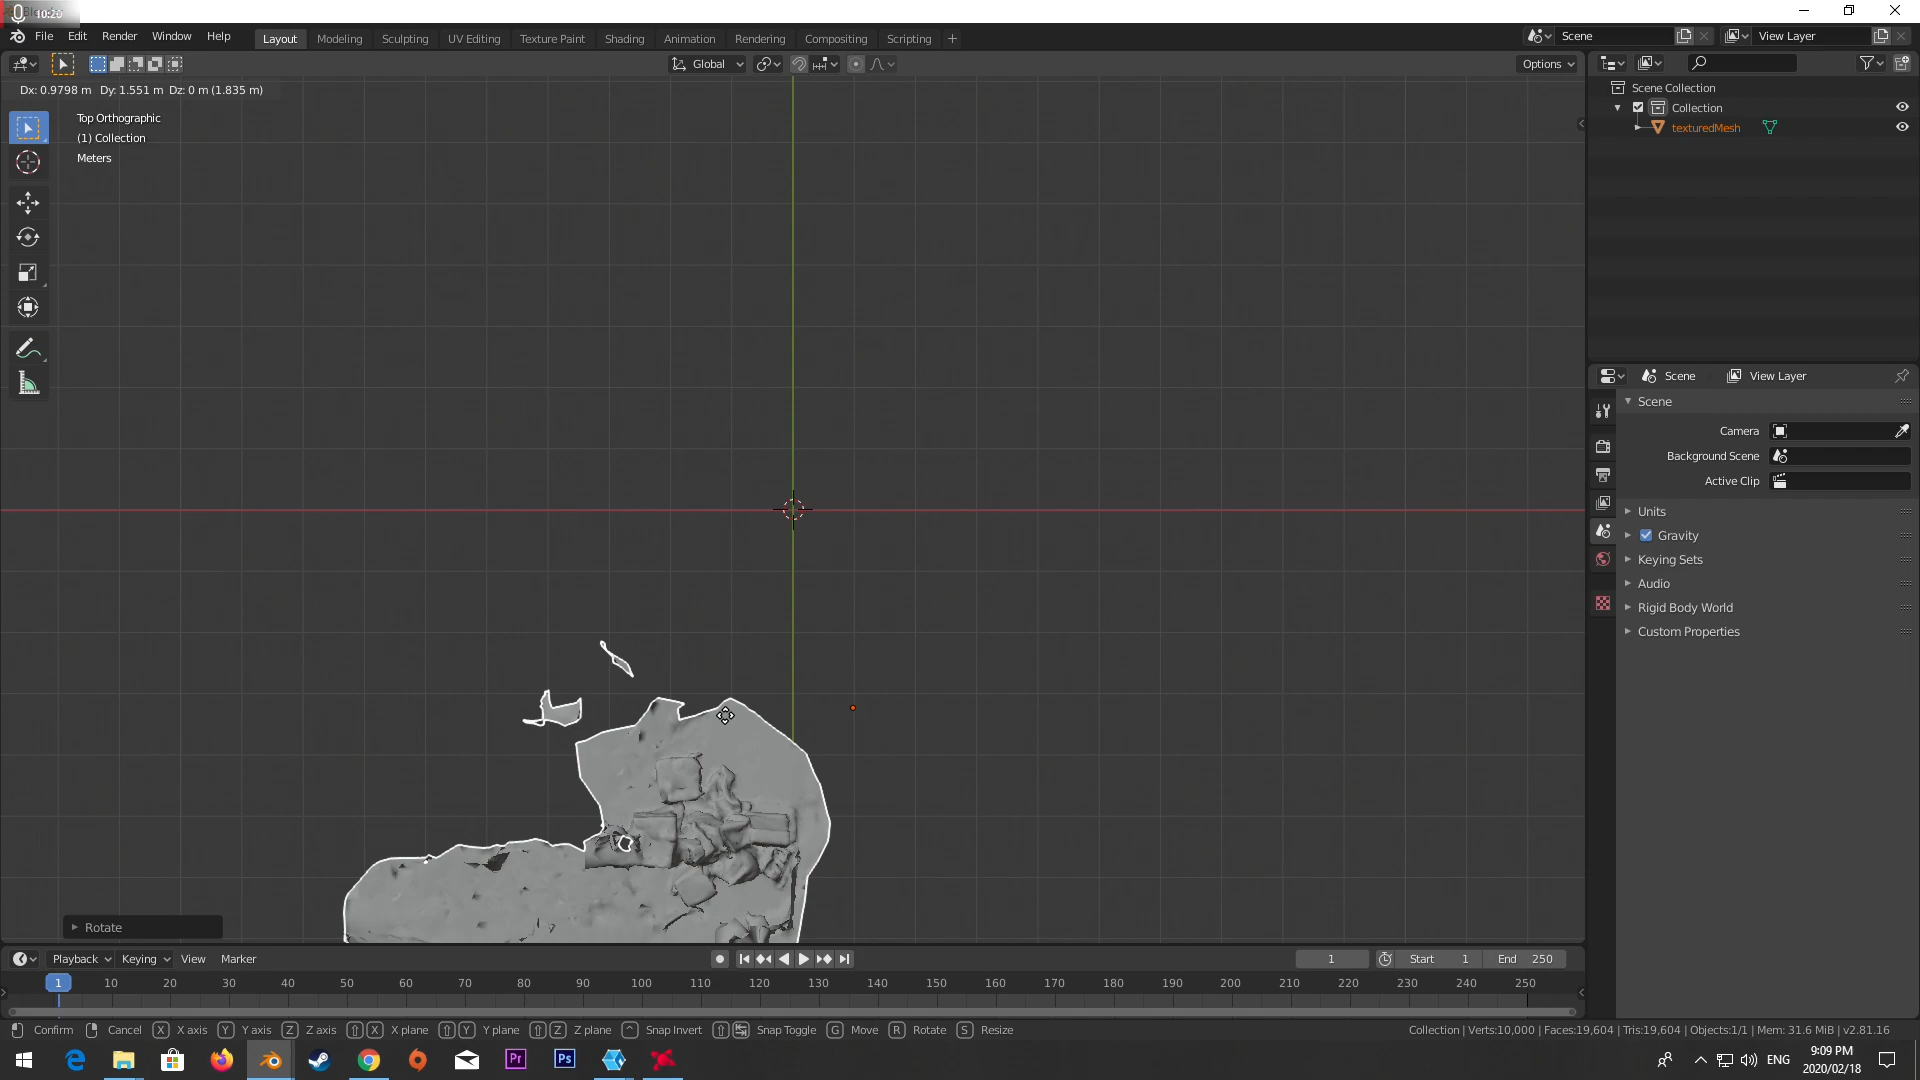 10:20
File Edit Render Window Help
Layout Modeling Sculpting UV Editing Texture Paint Shading Animation Rendering Compositing Scripting +
Scene
View Layer
Global
Options
Dx: 0.9798 m Dy: 1.551 m Dz: 0 m (1.835 m)
Top Orthographic
(1) Collection
Meters
Scene Collection
Collection
texturedMesh
Scene
View Layer
Scene
Camera
Background Scene
Active Clip
Units
Gravity
Keying Sets
Audio
Rigid Body World
Custom Properties
Rotate
Playback Keying View Marker
1 Start 1 End 250
1 10 20 30 40 50 60 70 80 90 100 110 120 130 140 150 160 170 180 190 200 210 220 230 240 250
Confirm Cancel X X axis Y Y axis Z Z axis X X plane Y Y plane Z Z plane ^ Snap Invert Snap Toggle G Move R Rotate S Resize
Collection | Verts:10,000 | Faces:19,604 | Tris:19,604 | Objects:1/1 | Mem: 31.6 MiB | v2.81.16
Pr
Ps
ENG
9:09 PM
2020/02/18